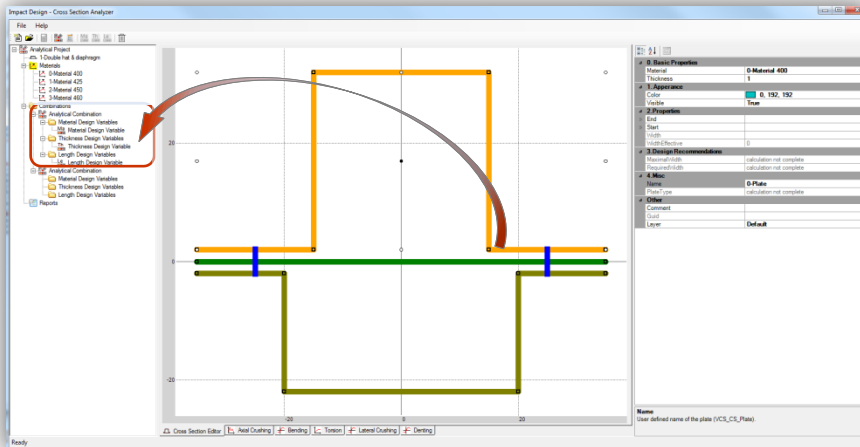 Impact Design - Cross Section Analyzer
File Help
Analytical Project
1-Double hat & diaphragm
Materials
0-Material 400
1-Material 425
2-Material 450
3-Material 460
Combinations
Analytical Combination
Material Design Variables
Material Design Variable
Thickness Design Variables
Thickness Design Variable
Length Design Variables
Length Design Variable
Analytical Combination
Material Design Variables
Thickness Design Variables
Length Design Variables
Reports
20
0
-20
-20
0
20
Cross Section Editor Axial Crushing Bending Torsion Lateral Crushing Denting
0. Basic Properties
Material 0-Material 400
Thickness 1
1. Apperance
Color 0, 192, 192
Visible True
2.Properties
End
Start
Width
WidthEffective 0
3.Design Recommendations
MaximalWidth calculation not complete
RequiredWidth calculation not complete
4.Misc
Name 0-Plate
PlateType calculation not complete
Other
Comment
Guid
Layer Default
Name
User defined name of the plate (VCS_CS_Plate).
Ready